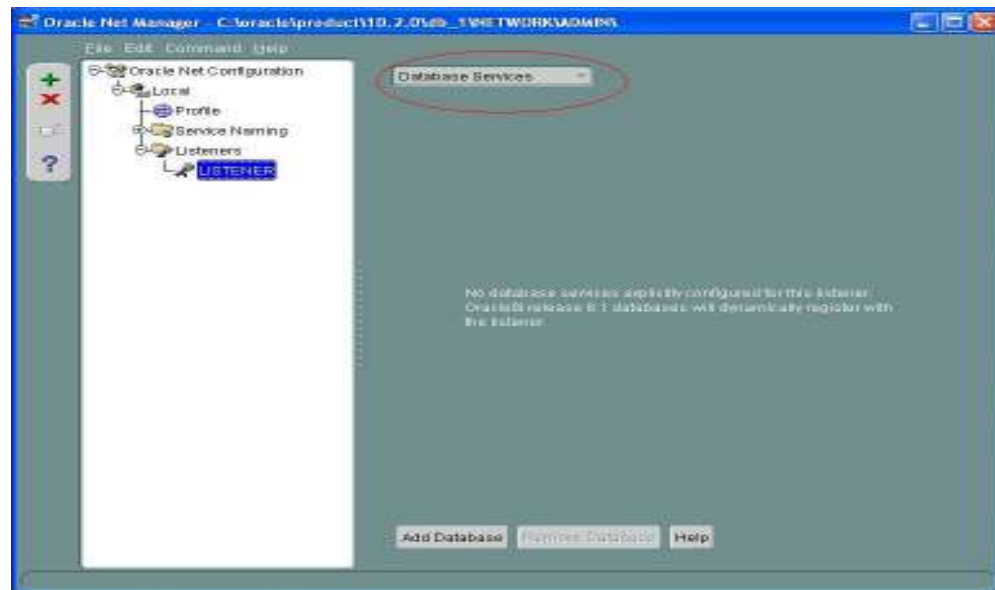 Oracle Net Manager - C:\oracle\product\10.2.0\db_1\NETWORK\ADMIN\
File Edit Command Help
Oracle Net Configuration
Local
Profile
Service Naming
Listeners
LISTENER
Database Services
No database services explicitly configured for this listener.
Oracle8i release 8.1 databases will dynamically register with
the listener.
Add Database Remove Database Help